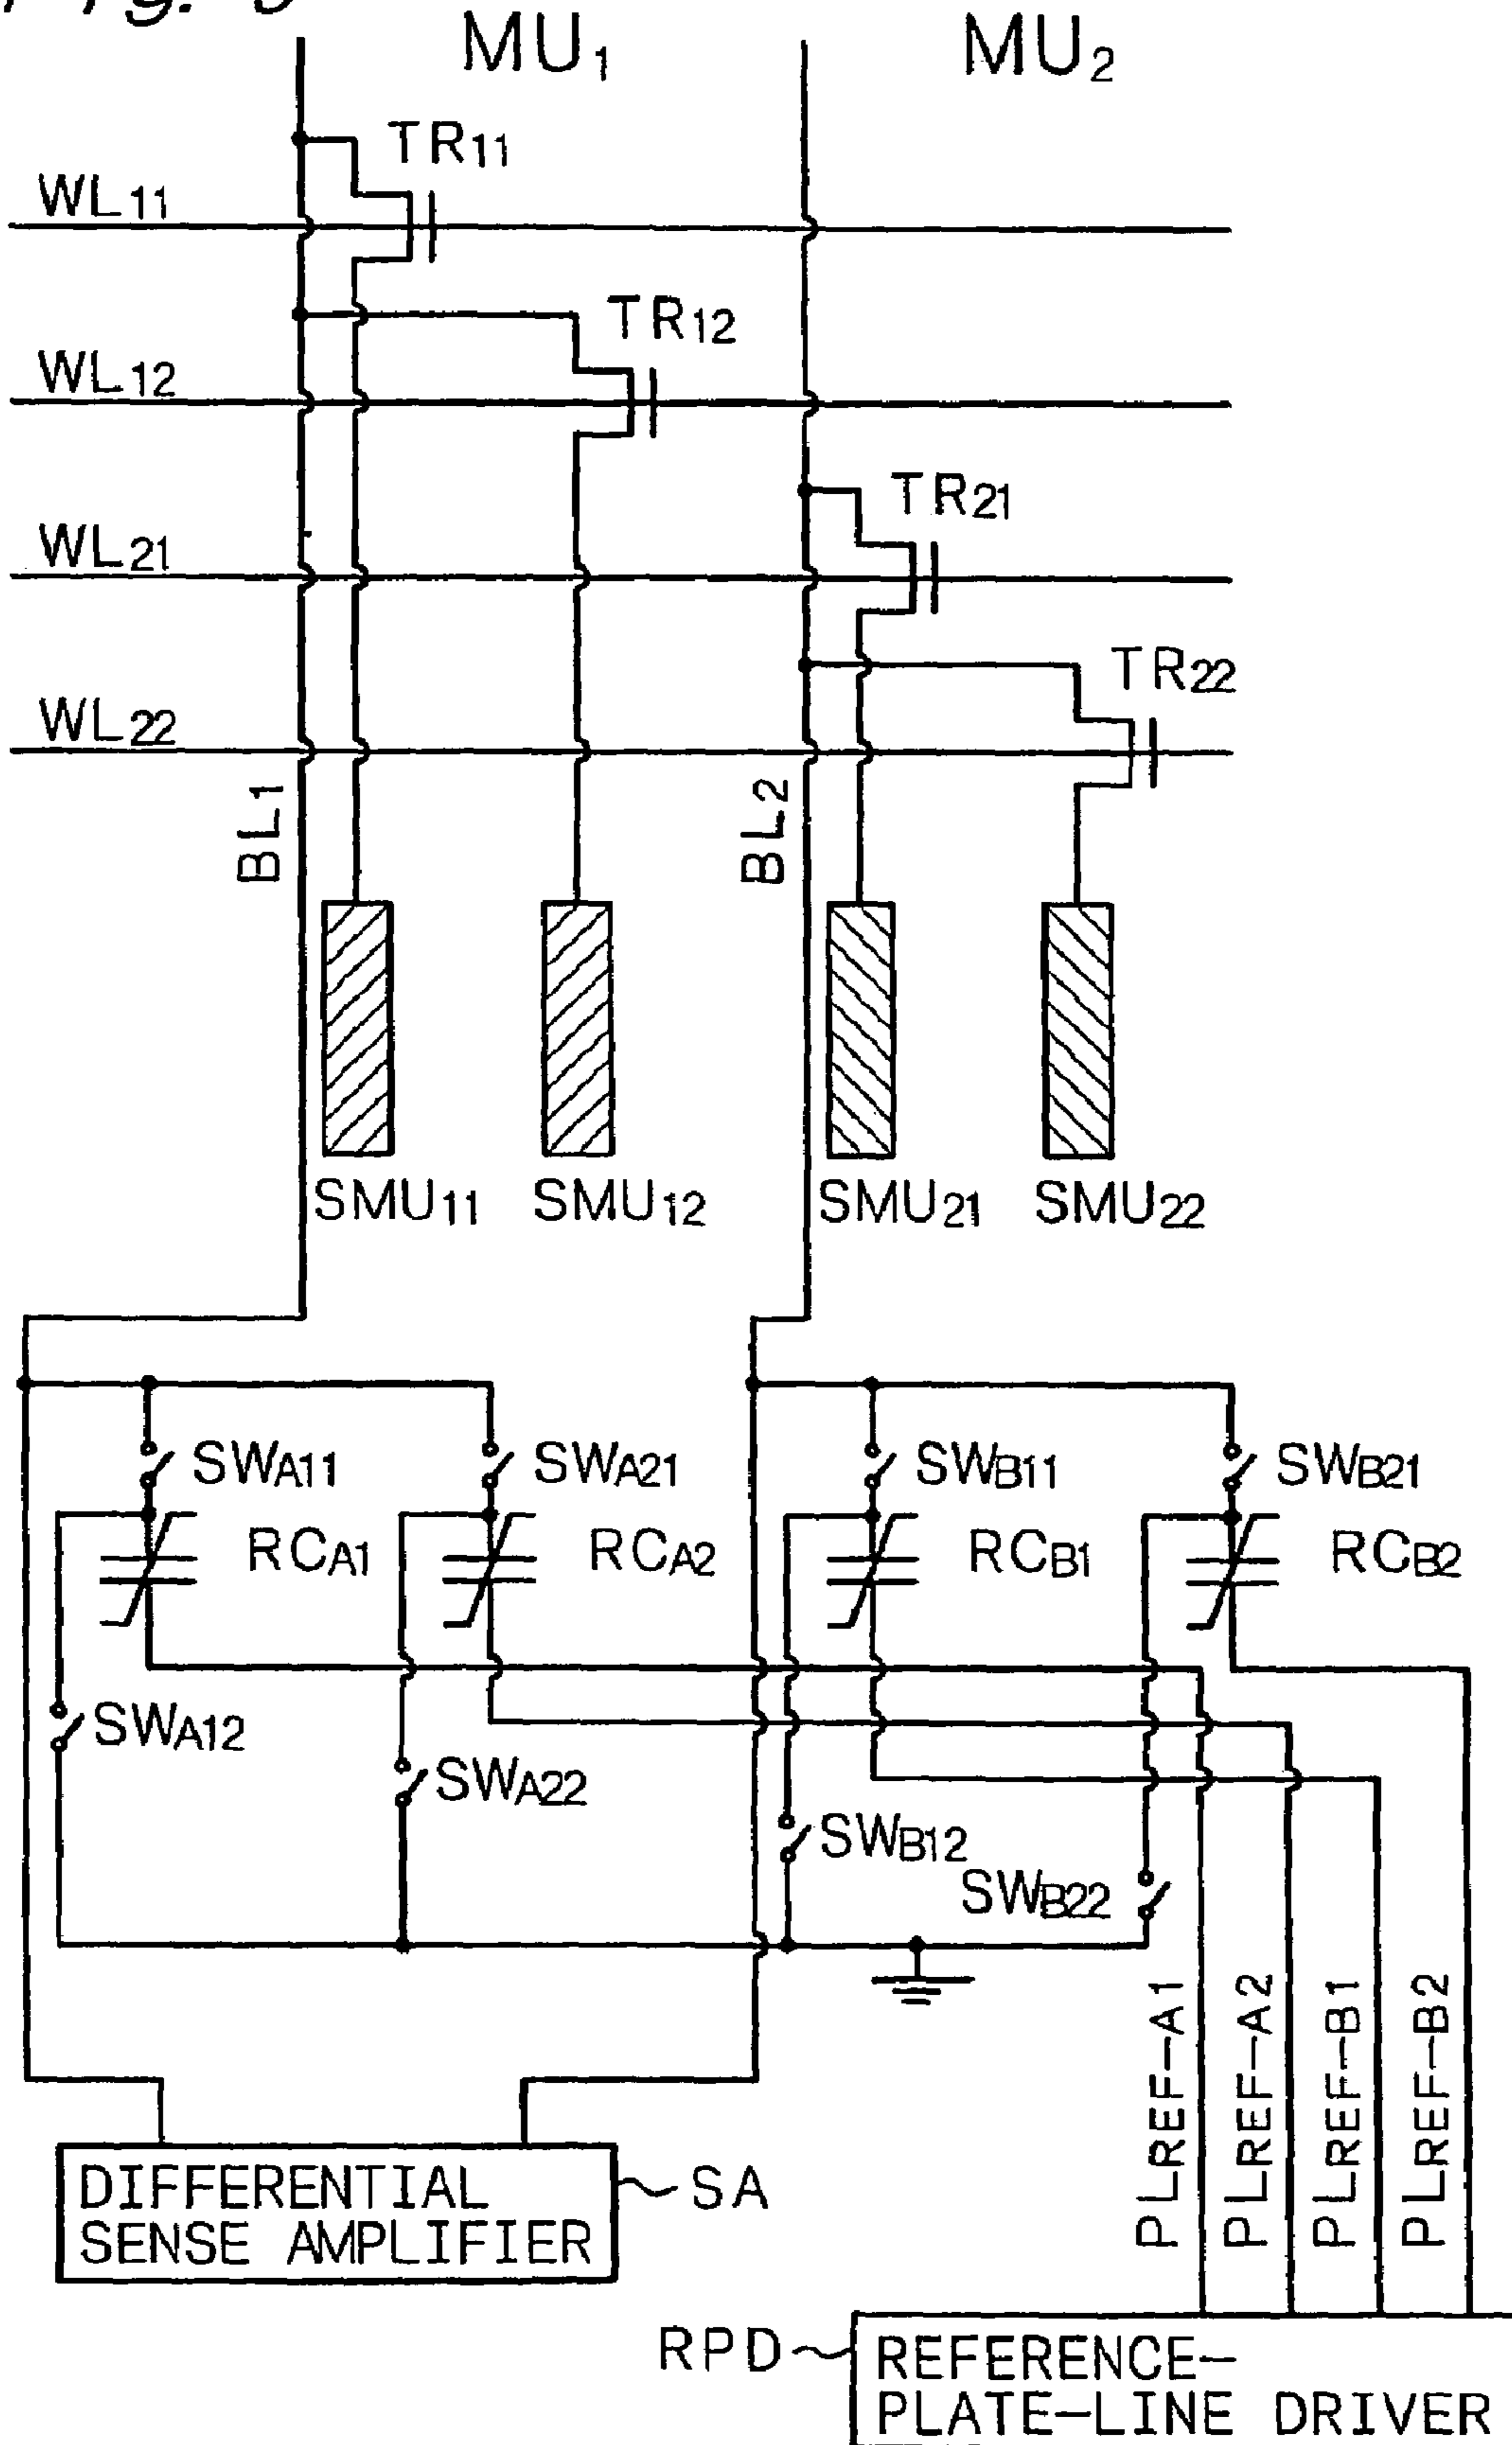 MU1 MU2
TR11
WL11
TR12
WL12
TR21
WL21
TR22
WL22
BL1 BL2
SMU11 SMU12 SMU21 SMU22
SWA11 SWA21 SWB11 SWB21
RCA1 RCA2 RCB1 RCB2
SWA12
SWA22
SWB12
SWB22
PLREF-A1
PLREF-A2
PLREF-B1
PLREF-B2
DIFFERENTIAL
SENSE AMPLIFIER
SA
RPD
REFERENCE-
PLATE-LINE DRIVER